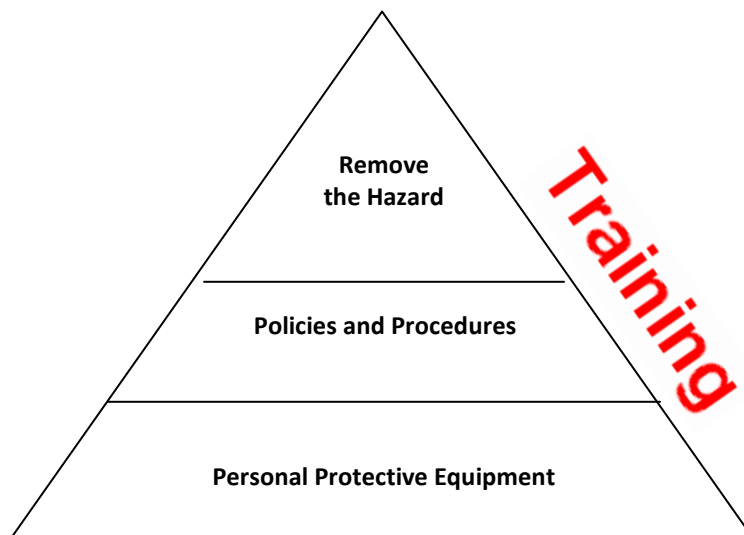 Remove
the Hazard
Training
Policies and Procedures
Personal Protective Equipment